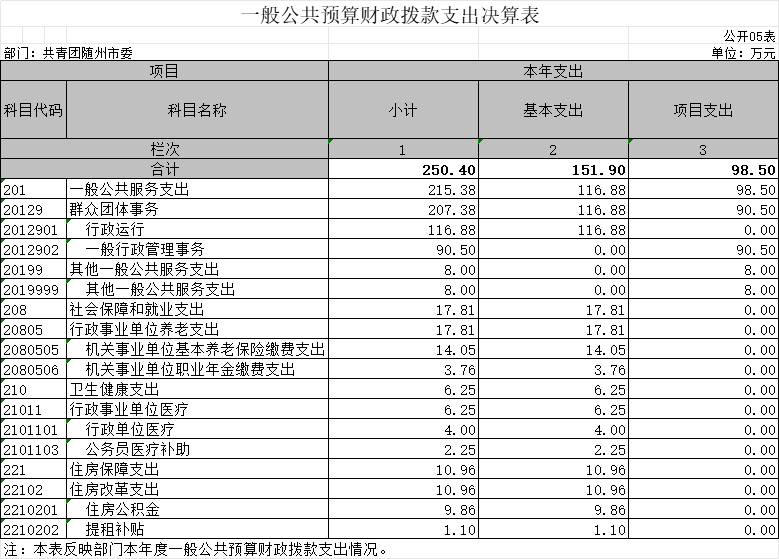 一般公共预算财政拨款支出决算表
公开05表
部门：共青团随州市委 单位：万元
项目 本年支出
科目代码 科目名称 小计 基本支出 项目支出
栏次 1 2 3
合计 250.40 151.90 98.50
201 一般公共服务支出 215.38 116.88 98.50
20129 群众团体事务 207.38 116.88 90.50
2012901 行政运行 116.88 116.88 0.00
2012902 一般行政管理事务 90.50 0.00 90.50
20199 其他一般公共服务支出 8.00 0.00 8.00
2019999 其他一般公共服务支出 8.00 0.00 8.00
208 社会保障和就业支出 17.81 17.81 0.00
20805 行政事业单位养老支出 17.81 17.81 0.00
2080505 机关事业单位基本养老保险缴费支出 14.05 14.05 0.00
2080506 机关事业单位职业年金缴费支出 3.76 3.76 0.00
210 卫生健康支出 6.25 6.25 0.00
21011 行政事业单位医疗 6.25 6.25 0.00
2101101 行政单位医疗 4.00 4.00 0.00
2101103 公务员医疗补助 2.25 2.25 0.00
221 住房保障支出 10.96 10.96 0.00
22102 住房改革支出 10.96 10.96 0.00
2210201 住房公积金 9.86 9.86 0.00
2210202 提租补贴 1.10 1.10 0.00
注：本表反映部门本年度一般公共预算财政拨款支出情况。